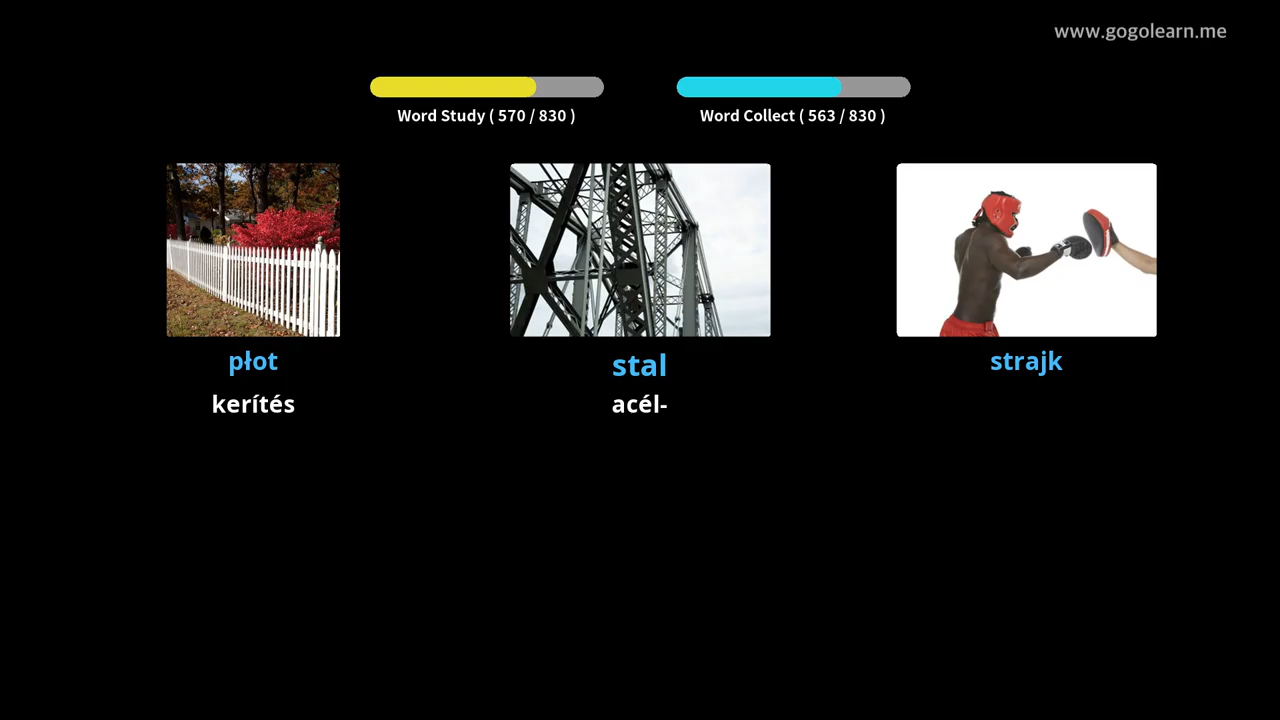 www.gogolearn.me
Word Study ( 570 / 830 )
Word Collect ( 563 / 830 )
płot
stal
strajk
kerítés
acél-